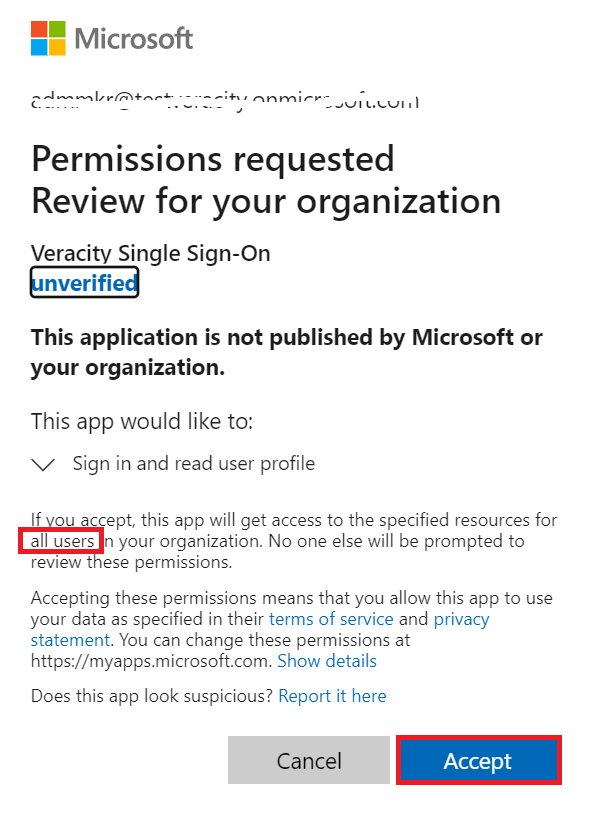 Microsoft
Permissions requested
Review for your organization
Veracity Single Sign-On
unverified
This application is not published by Microsoft or
your organization.
This app would like to:
Sign in and read user profile
If you accept, this app will get access to the specified resources for
all users in your organization. No one else will be prompted to
review these permissions.
Accepting these permissions means that you allow this app to use
your data as specified in their terms of service and privacy
statement. You can change these permissions at
https://myapps.microsoft.com. Show details
Does this app look suspicious? Report it here
Cancel
Accept